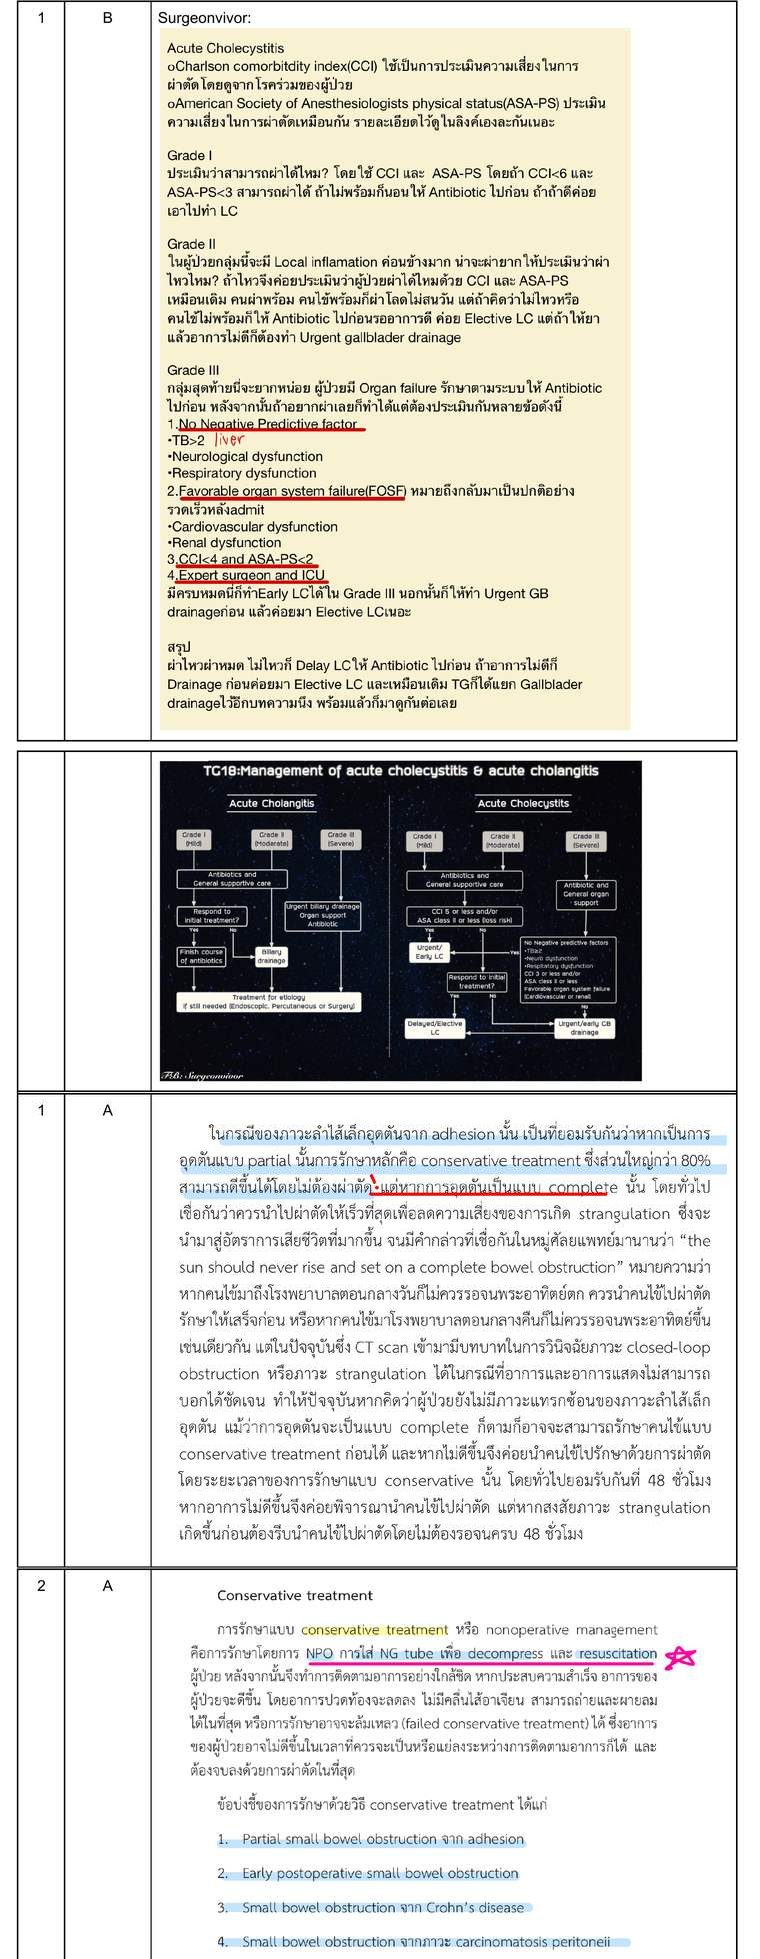 1
B
Surgeonvivor:
Acute Cholecystitis
oCharlson comorbitdity index(CCI) ใช้เป็นการประเมินความเสี่ยงในการ
ผ่าตัดโดยดูจากโรคร่วมของผู้ป่วย
oAmerican Society of Anesthesiologists physical status(ASA-PS) ประเมิน
ความเสี่ยงในการผ่าตัดเหมือนกัน รายละเอียดไว้ดูในลิงค์เองละกันเนอะ
Grade I
ประเมินว่าสามารถผ่าได้ไหม? โดยใช้ CCI และ ASA-PS โดยถ้า CCI<6 และ
ASA-PS<3 สามารถผ่าได้ ถ้าไม่พร้อมก็นอนให้ Antibiotic ไปก่อน ถ้าถ้าดีค่อย
เอาไปทำ LC
Grade II
ในผู้ป่วยกลุ่มนี้จะมี Local inflamation ค่อนข้างมาก น่าจะผ่ายากให้ประเมินว่าผ่า
ไหวไหม? ถ้าไหวจึงค่อยประเมินว่าผู้ป่วยผ่าได้ไหมด้วย CCI และ ASA-PS
เหมือนเดิม คนผ่าพร้อม คนไข้พร้อมก็ผ่าโลดไม่สนวัน แต่ถ้าคิดว่าไม่ไหวหรือ
คนไข้ไม่พร้อมก็ให้ Antibiotic ไปก่อนรออาการดี ค่อย Elective LC แต่ถ้าให้ยา
แล้วอาการไม่ดีก็ต้องทำ Urgent gallblader drainage
Grade III
กลุ่มสุดท้ายนี่จะยากหน่อย ผู้ป่วยมี Organ failure รักษาตามระบบให้ Antibiotic
ไปก่อน หลังจากนั้นถ้าอยากผ่าเลยก็ทำได้แต่ต้องประเมินกันหลายข้อดังนี้
1.No Negative Predictive factor
•TB>2 liver
•Neurological dysfunction
•Respiratory dysfunction
2.Favorable organ system failure(FOSF) หมายถึงกลับมาเป็นปกติอย่าง
รวดเร็วหลังadmit
•Cardiovascular dysfunction
•Renal dysfunction
3.CCI<4 and ASA-PS<2
4.Expert surgeon and ICU
มีครบหมดนี่ก็ทำEarly LCได้ใน Grade III นอกนั้นก็ให้ทำ Urgent GB
drainageก่อน แล้วค่อยมา Elective LCเนอะ
สรุป
ผ่าไหวผ่าหมด ไม่ไหวก็ Delay LCให้ Antibiotic ไปก่อน ถ้าอาการไม่ดีก็
Drainage ก่อนค่อยมา Elective LC และเหมือนเดิม TGก็ได้แยก Gallblader
drainageไว้อีกบทความนึง พร้อมแล้วก็มาดูกันต่อเลย
TG18:Management of acute cholecystitis & acute cholangitis
Acute Cholangitis
Grade I
(Mild)
Grade II
(Moderate)
Grade III
(Severe)
Antibiotics and
General supportive care
Respond to
initial treatment?
Yes
No
Urgent biliary drainage
Organ support
Antibiotic
Finish course
of antibiotics
Biliary
drainage
Treatment for etiology
if still needed (Endoscopic, Percutaneous or Surgery)
Acute Cholecystits
Grade I
(Mild)
Grade II
(Moderate)
Grade III
(Severe)
Antibiotics and
General supportive care
Antibiotic and
General organ
support
CCI 5 or less and/or
ASA class II or less (loss risk)
Yes
No
Urgent/
Early LC
Yes
No Negative predictive factors
•TB≥2
•Neuro dysfunction
•Respiratory dysfunction
CCI 3 or less and/or
ASA class II or less
Favorable organ system failure
(Cardiovascular or renal)
Respond to initial
treatment?
Yes
No
No
Delayed/Elective
LC
Urgent/early GB
drainage
F.B: Surgeonvivor
1
A
ในกรณีของภาวะลำไส้เล็กอุดตันจาก adhesion นั้น เป็นที่ยอมรับกันว่าหากเป็นการ
อุดตันแบบ partial นั้นการรักษาหลักคือ conservative treatment ซึ่งส่วนใหญ่กว่า 80%
สามารถดีขึ้นได้โดยไม่ต้องผ่าตัด แต่หากการอุดตันเป็นแบบ complete นั้น โดยทั่วไป
เชื่อกันว่าควรนำไปผ่าตัดให้เร็วที่สุดเพื่อลดความเสี่ยงของการเกิด strangulation ซึ่งจะ
นำมาสู่อัตราการเสียชีวิตที่มากขึ้น จนมีคำกล่าวที่เชื่อกันในหมู่ศัลยแพทย์มานานว่า “the
sun should never rise and set on a complete bowel obstruction” หมายความว่า
หากคนไข้มาถึงโรงพยาบาลตอนกลางวันก็ไม่ควรรอจนพระอาทิตย์ตก ควรนำคนไข้ไปผ่าตัด
รักษาให้เสร็จก่อน หรือหากคนไข้มาโรงพยาบาลตอนกลางคืนก็ไม่ควรรอจนพระอาทิตย์ขึ้น
เช่นเดียวกัน แต่ในปัจจุบันซึ่ง CT scan เข้ามามีบทบาทในการวินิจฉัยภาวะ closed-loop
obstruction หรือภาวะ strangulation ได้ในกรณีที่อาการและอาการแสดงไม่สามารถ
บอกได้ชัดเจน ทำให้ปัจจุบันหากคิดว่าผู้ป่วยยังไม่มีภาวะแทรกซ้อนของภาวะลำไส้เล็ก
อุดตัน แม้ว่าการอุดตันจะเป็นแบบ complete ก็ตามก็อาจจะสามารถรักษาคนไข้แบบ
conservative treatment ก่อนได้ และหากไม่ดีขึ้นจึงค่อยนำคนไข้ไปรักษาด้วยการผ่าตัด
โดยระยะเวลาของการรักษาแบบ conservative นั้น โดยทั่วไปยอมรับกันที่ 48 ชั่วโมง
หากอาการไม่ดีขึ้นจึงค่อยพิจารณานำคนไข้ไปผ่าตัด แต่หากสงสัยภาวะ strangulation
เกิดขึ้นก่อนต้องรีบนำคนไข้ไปผ่าตัดโดยไม่ต้องรอจนครบ 48 ชั่วโมง
2
A
Conservative treatment
การรักษาแบบ conservative treatment หรือ nonoperative management
คือการรักษาโดยการ NPO การใส่ NG tube เพื่อ decompress และ resuscitation
ผู้ป่วย หลังจากนั้นจึงทำการติดตามอาการอย่างใกล้ชิด หากประสบความสำเร็จ อาการของ
ผู้ป่วยจะดีขึ้น โดยอาการปวดท้องจะลดลง ไม่มีคลื่นไส้อาเจียน สามารถถ่ายและผายลม
ได้ในที่สุด หรือการรักษาอาจจะล้มเหลว (failed conservative treatment) ได้ ซึ่งอาการ
ของผู้ป่วยอาจไม่ดีขึ้นในเวลาที่ควรจะเป็นหรือแย่ลงระหว่างการติดตามอาการก็ได้ และ
ต้องจบลงด้วยการผ่าตัดในที่สุด
ข้อบ่งชี้ของการรักษาด้วยวิธี conservative treatment ได้แก่
1. Partial small bowel obstruction จาก adhesion
2. Early postoperative small bowel obstruction
3. Small bowel obstruction จาก Crohn’s disease
4. Small bowel obstruction จากภาวะ carcinomatosis peritoneii